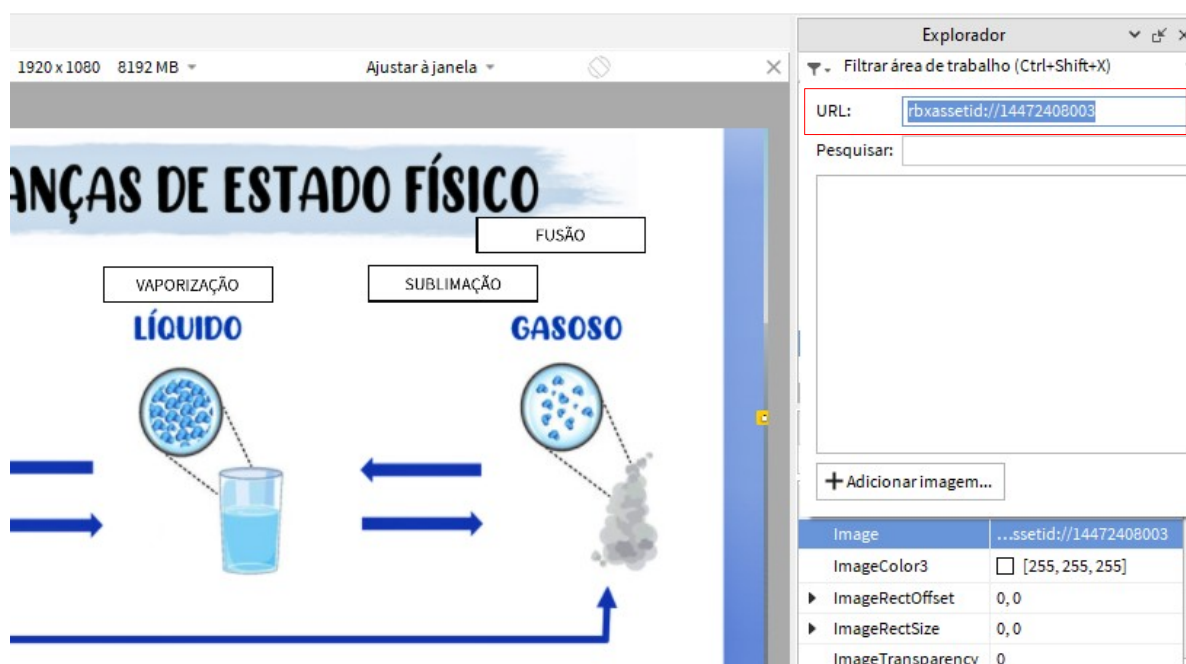 Explorador
1920 x 1080 8192 MB
Ajustar à janela
Filtrar área de trabalho (Ctrl+Shift+X)
URL: rbxassetid://14472408003
Pesquisar:
ANÇAS DE ESTADO FÍSICO
FUSÃO
VAPORIZAÇÃO
SUBLIMAÇÃO
LÍQUIDO
GASOSO
Adicionar imagem...
Image ...ssetid://14472408003
ImageColor3 [255, 255, 255]
ImageRectOffset 0, 0
ImageRectSize 0, 0
ImageTransparency 0